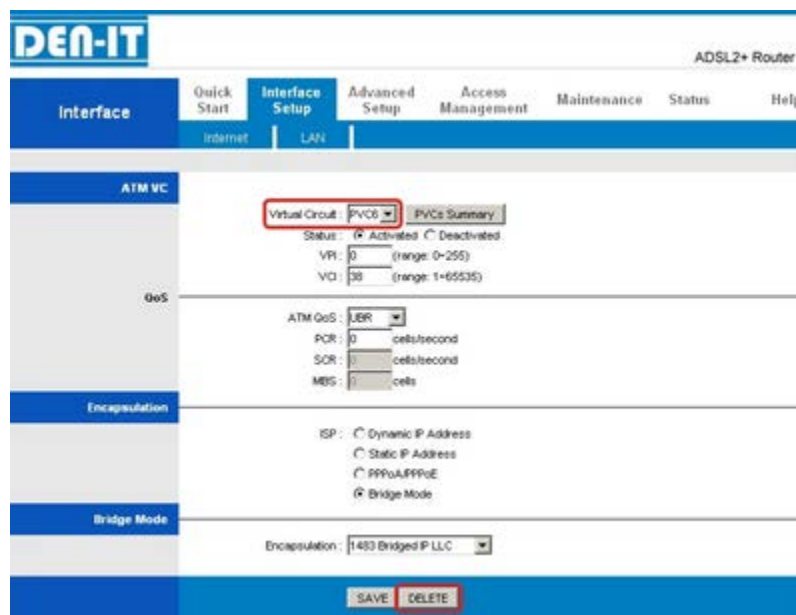 DEN-IT
ADSL2+ Router
Interface
Quick Start
Interface Setup
Advanced Setup
Access Management
Maintenance
Status
Help
Internet
LAN
ATM VC
Virtual Circuit : PVC6 PVCs Summary
Status : Activated Deactivated
VPI : 0 (range: 0~255)
VCI : 38 (range: 1~65535)
QoS
ATM QoS : UBR
PCR : 0 cells/second
SCR : 0 cells/second
MBS : 0 cells
Encapsulation
ISP : Dynamic IP Address
Static IP Address
PPPoA/PPPoE
Bridge Mode
Bridge Mode
Encapsulation : 1483 Bridged IP LLC
SAVE DELETE